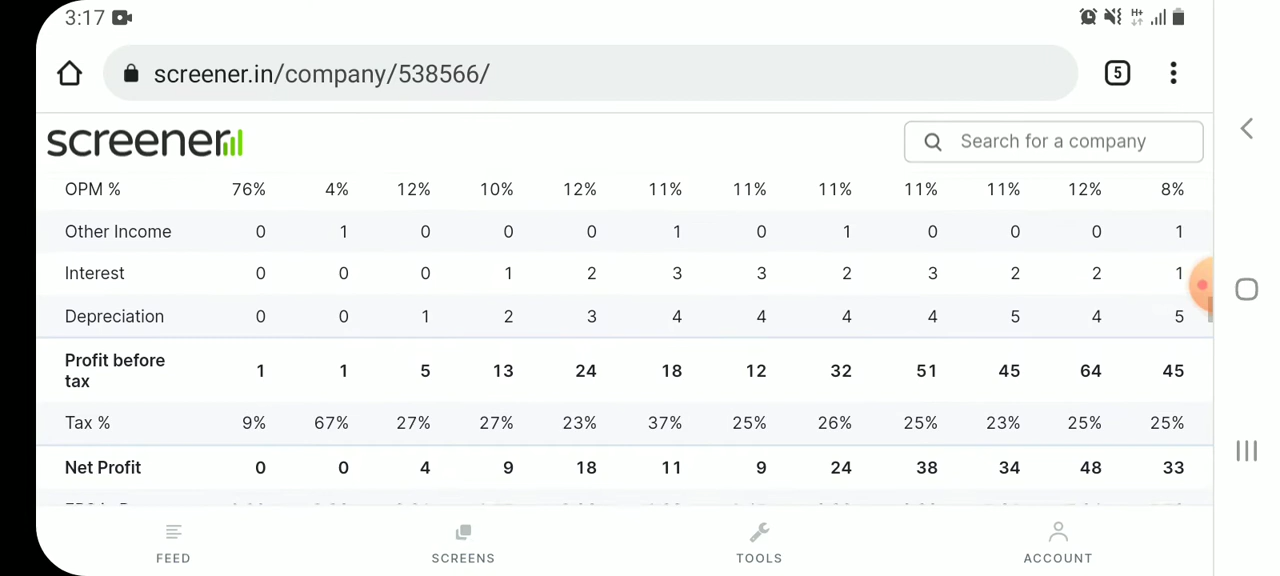 3:17
screener.in/company/538566/
5
screener
Search for a company
OPM % 76% 4% 12% 10% 12% 11% 11% 11% 11% 11% 12% 8%
Other Income 0 1 0 0 0 1 0 1 0 0 0 1
Interest 0 0 0 1 2 3 3 2 3 2 2 1
Depreciation 0 0 1 2 3 4 4 4 4 5 4 5
Profit before
tax 1 1 5 13 24 18 12 32 51 45 64 45
Tax % 9% 67% 27% 27% 23% 37% 25% 26% 25% 23% 25% 25%
Net Profit 0 0 4 9 18 11 9 24 38 34 48 33
FEED SCREENS TOOLS ACCOUNT